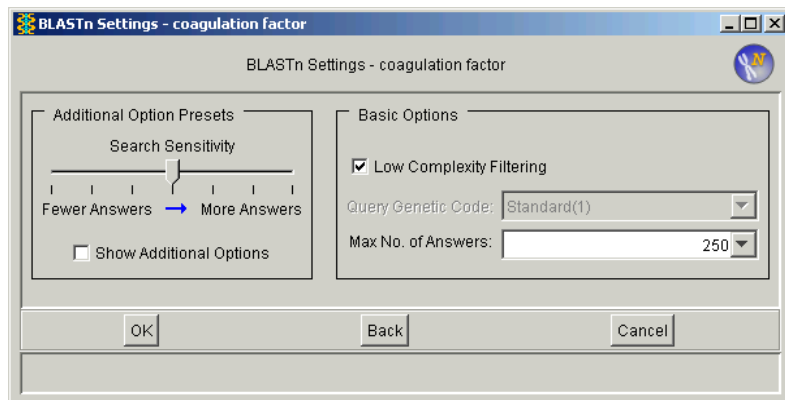 BLASTn Settings - coagulation factor
BLASTn Settings - coagulation factor
N
Additional Option Presets
Search Sensitivity
Fewer Answers → More Answers
Show Additional Options
Basic Options
Low Complexity Filtering
Query Genetic Code: Standard(1)
Max No. of Answers: 250
OK Back Cancel